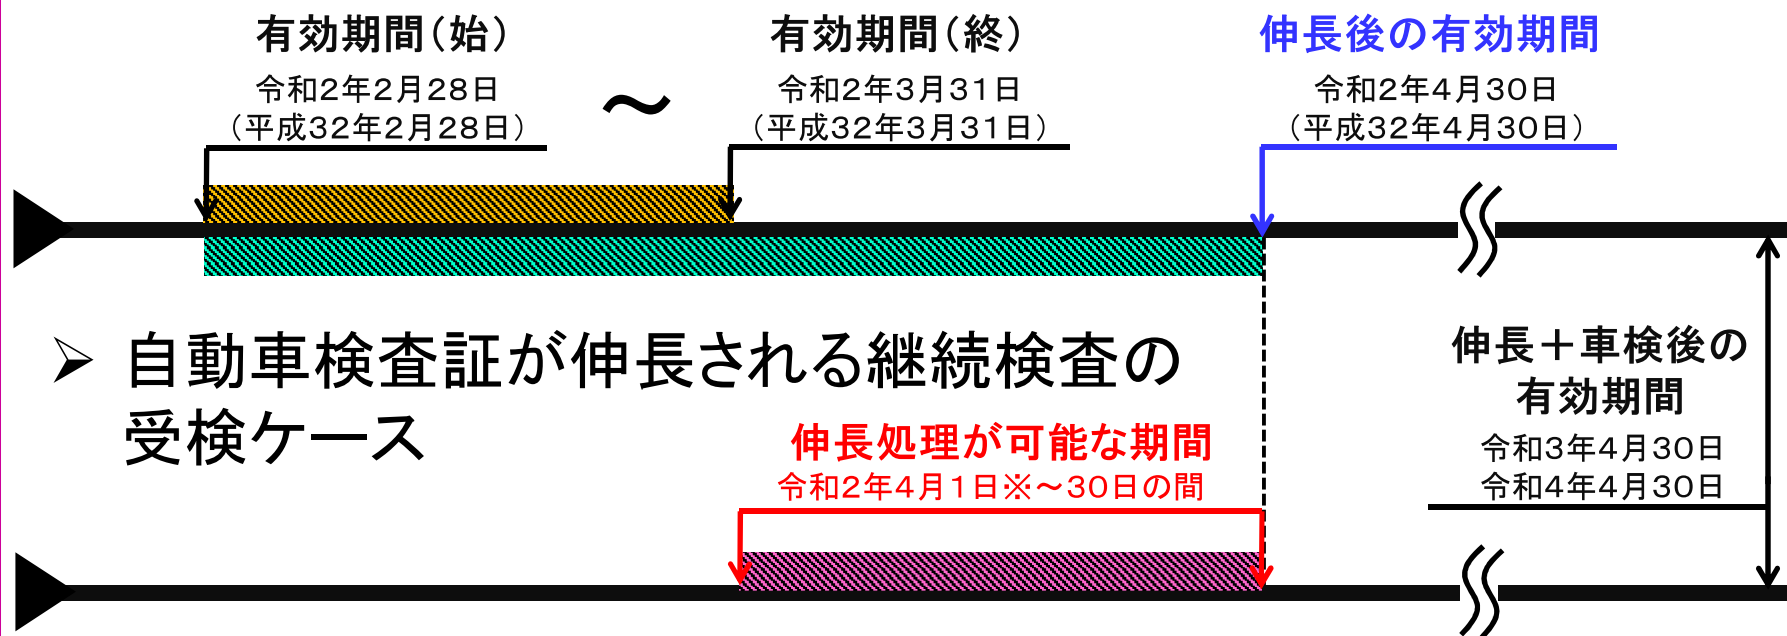 有効期間(始)
令和2年2月28日
(平成32年2月28日)
～
有効期間(終)
令和2年3月31日
(平成32年3月31日)
伸長後の有効期間
令和2年4月30日
(平成32年4月30日)
➢ 自動車検査証が伸長される継続検査の
受検ケース
伸長処理が可能な期間
令和2年4月1日※～30日の間
伸長＋車検後の
有効期間
令和3年4月30日
令和4年4月30日